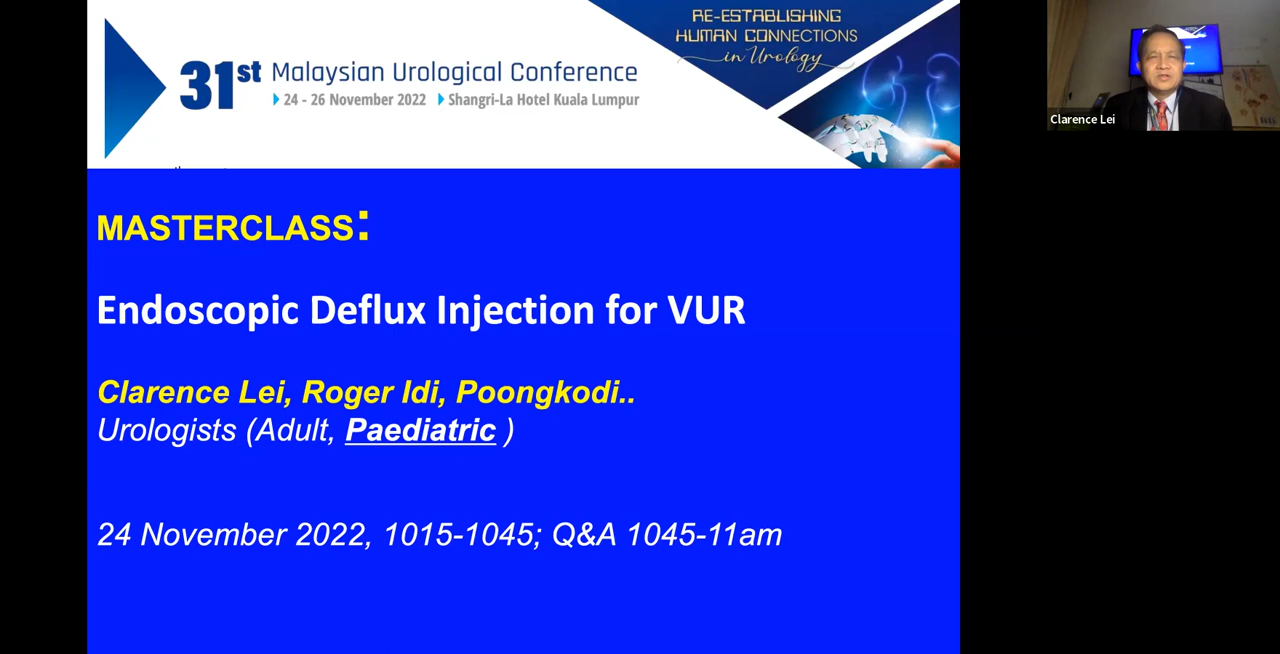 RE-ESTABLISHING
HUMAN CONNECTIONS
in Urology
31st Malaysian Urological Conference
24 - 26 November 2022 Shangri-La Hotel Kuala Lumpur
Clarence Lei
MASTERCLASS:
Endoscopic Deflux Injection for VUR
Clarence Lei, Roger Idi, Poongkodi..
Urologists (Adult, Paediatric )
24 November 2022, 1015-1045; Q&A 1045-11am